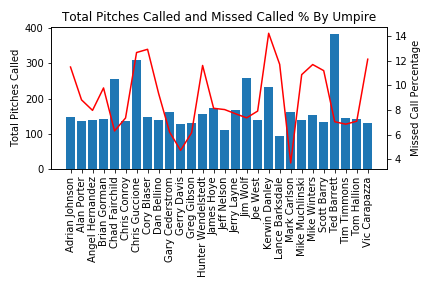 Total Pitches Called and Missed Called % By Umpire
Total Pitches Called
400
300
200
100
0
14
12
10
8
6
4
Missed Call Percentage
Adrian Johnson
Alan Porter
Angel Hernandez
Brian Gorman
Chad Fairchild
Chris Conroy
Chris Guccione
Cory Blaser
Dan Bellino
Gary Cederstrom
Gerry Davis
Greg Gibson
Hunter Wendelstedt
James Hoye
Jeff Nelson
Jerry Layne
Jim Wolf
Joe West
Kerwin Danley
Lance Barksdale
Mark Carlson
Mike Muchlinski
Mike Winters
Scott Barry
Ted Barrett
Tim Timmons
Tom Hallion
Vic Carapazza